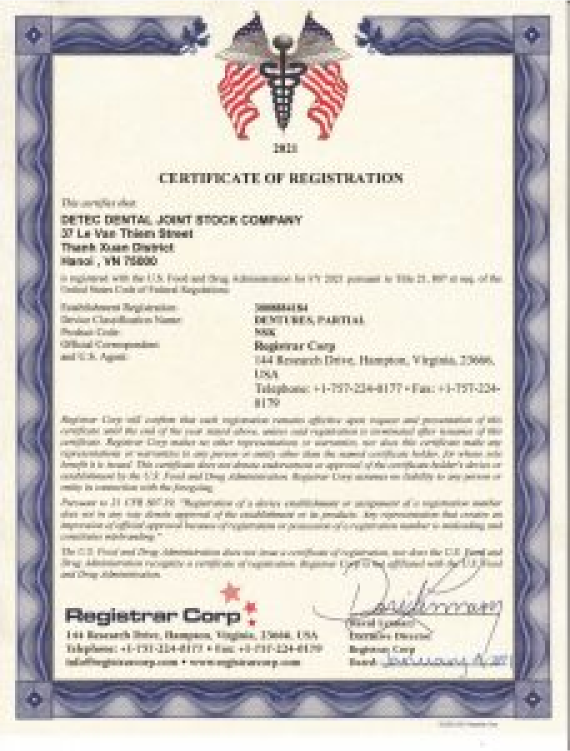 2021
CERTIFICATE OF REGISTRATION
This certifies that:
DETEC DENTAL JOINT STOCK COMPANY
37 Le Van Thiem Street
Thanh Xuan District
Hanoi , VN 75000
is registered with the U.S. Food and Drug Administration for FY 2021 pursuant to Title 21, 807 et seq. of the
United States Code of Federal Regulations:
Establishment Registration:
Device Classification Name: DENTURES, PARTIAL
Product Code: NSK
Official Correspondent Registrar Corp
and U.S. Agent: 144 Research Drive, Hampton, Virginia, 23666,
USA
Telephone: +1-757-224-0177 • Fax: +1-757-224-
0179
Registrar Corp will confirm that such registration remains effective upon request and presentation of this
certificate until the end of the year stated above, unless said registration is terminated after issuance of this
certificate. Registrar Corp makes no other representations or warranties, nor does this certificate make any
representations or warranties to any person or entity other than the named certificate holder, for whose sole
benefit it is issued. This certificate does not denote endorsement or approval of the certificate holder's device or
establishment by the U.S. Food and Drug Administration. Registrar Corp assumes no liability to any person or
entity in connection with the foregoing.
Pursuant to 21 CFR 807.39, "Registration of a device establishment or assignment of a registration number
does not in any way denote approval of the establishment or its products. Any representation that creates an
impression of official approval because of registration or possession of a registration number is misleading and
constitutes misbranding."
The U.S. Food and Drug Administration does not issue a certificate of registration, nor does the U.S. Food and
Drug Administration recognize a certificate of registration. Registrar Corp is not affiliated with the U.S. Food
and Drug Administration.
Registrar Corp
144 Research Drive, Hampton, Virginia, 23666, USA
Telephone: +1-757-224-0177 • Fax: +1-757-224-0179
info@registrarcorp.com • www.registrarcorp.com
Executive Director
Registrar Corp
Dated: January